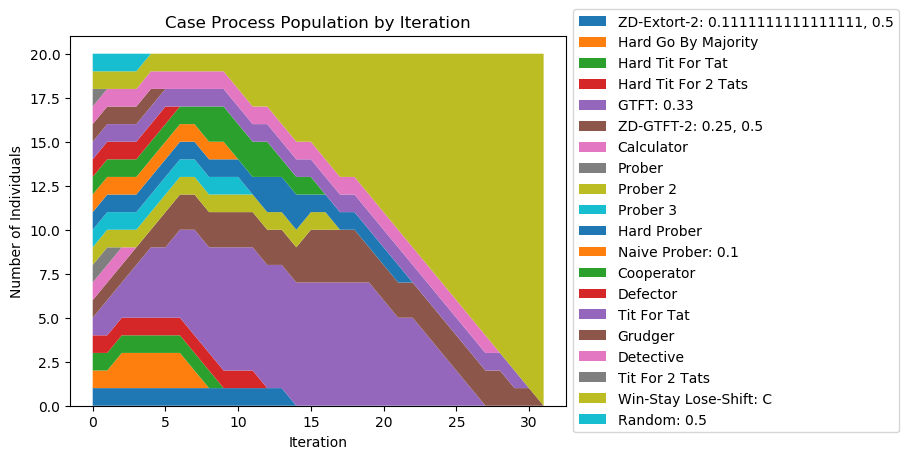 Case Process Population by Iteration
Number of Individuals
20.0
17.5
15.0
12.5
10.0
7.5
5.0
2.5
0.0
0 5 10 15 20 25 30
Iteration
ZD-Extort-2: 0.1111111111111111, 0.5
Hard Go By Majority
Hard Tit For Tat
Hard Tit For 2 Tats
GTFT: 0.33
ZD-GTFT-2: 0.25, 0.5
Calculator
Prober
Prober 2
Prober 3
Hard Prober
Naive Prober: 0.1
Cooperator
Defector
Tit For Tat
Grudger
Detective
Tit For 2 Tats
Win-Stay Lose-Shift: C
Random: 0.5